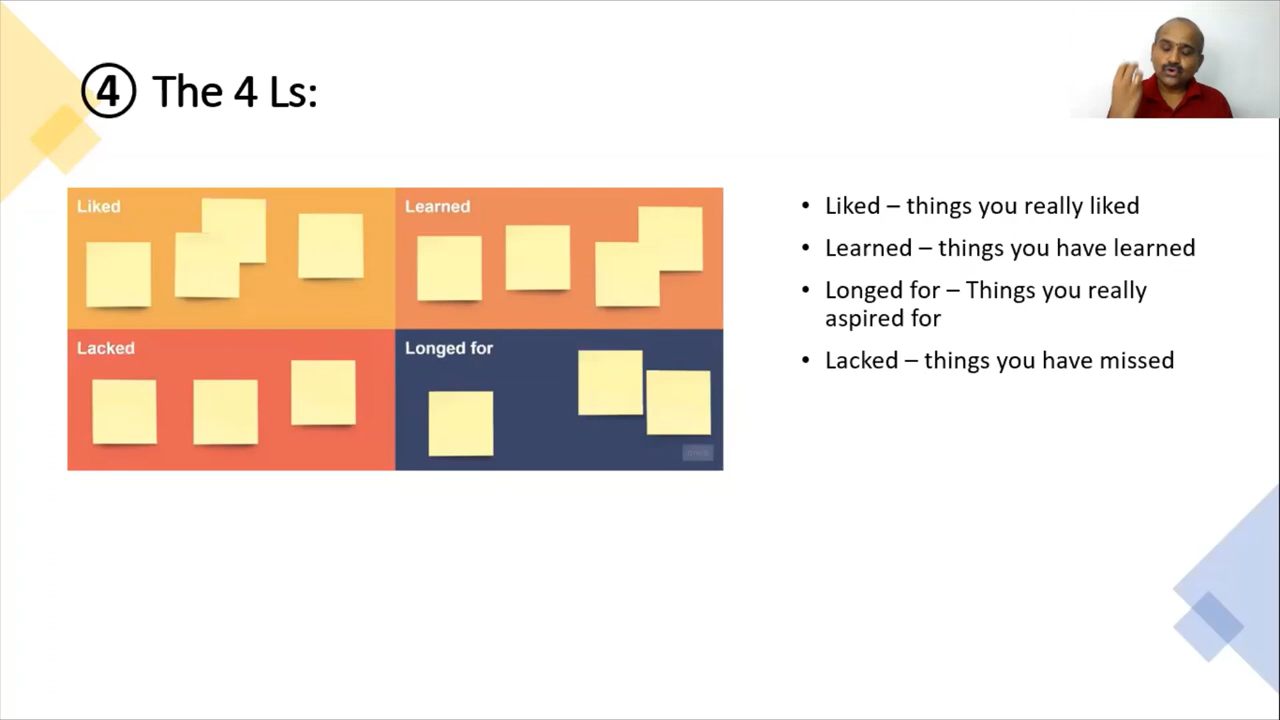 ④ The 4 Ls:
Liked
Learned
Lacked
Longed for
• Liked – things you really liked
• Learned – things you have learned
• Longed for – Things you really
aspired for
• Lacked – things you have missed